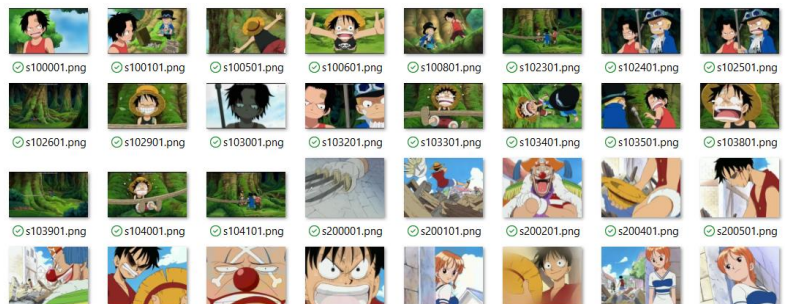 s100001.png s100101.png s100501.png s100601.png s100801.png s102301.png s102401.png s102501.png
s102601.png s102901.png s103001.png s103201.png s103301.png s103401.png s103501.png s103801.png
s103901.png s104001.png s104101.png s200001.png s200101.png s200201.png s200401.png s200501.png